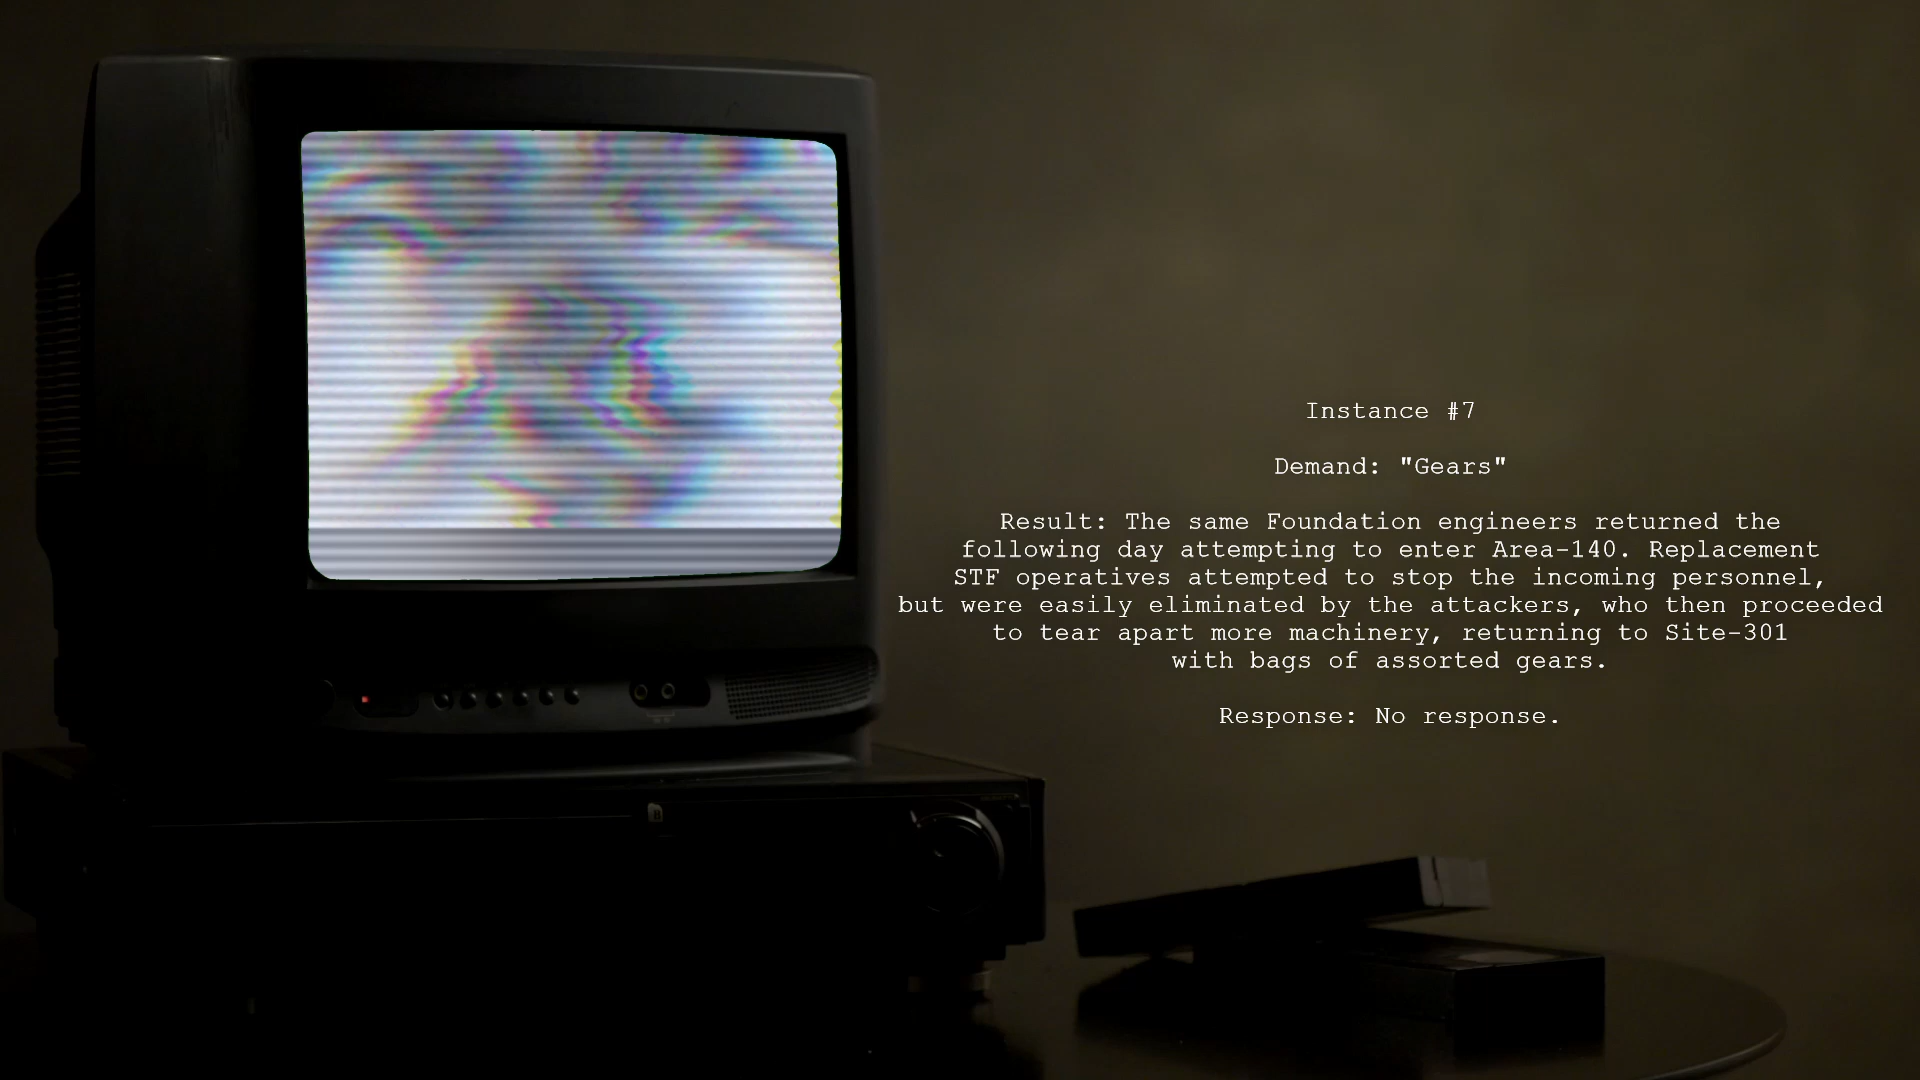 Instance #7
Demand: "Gears"
Result: The same Foundation engineers returned the
following day attempting to enter Area-140. Replacement
STF operatives attempted to stop the incoming personnel,
but were easily eliminated by the attackers, who then proceeded
to tear apart more machinery, returning to Site-301
with bags of assorted gears.
Response: No response.